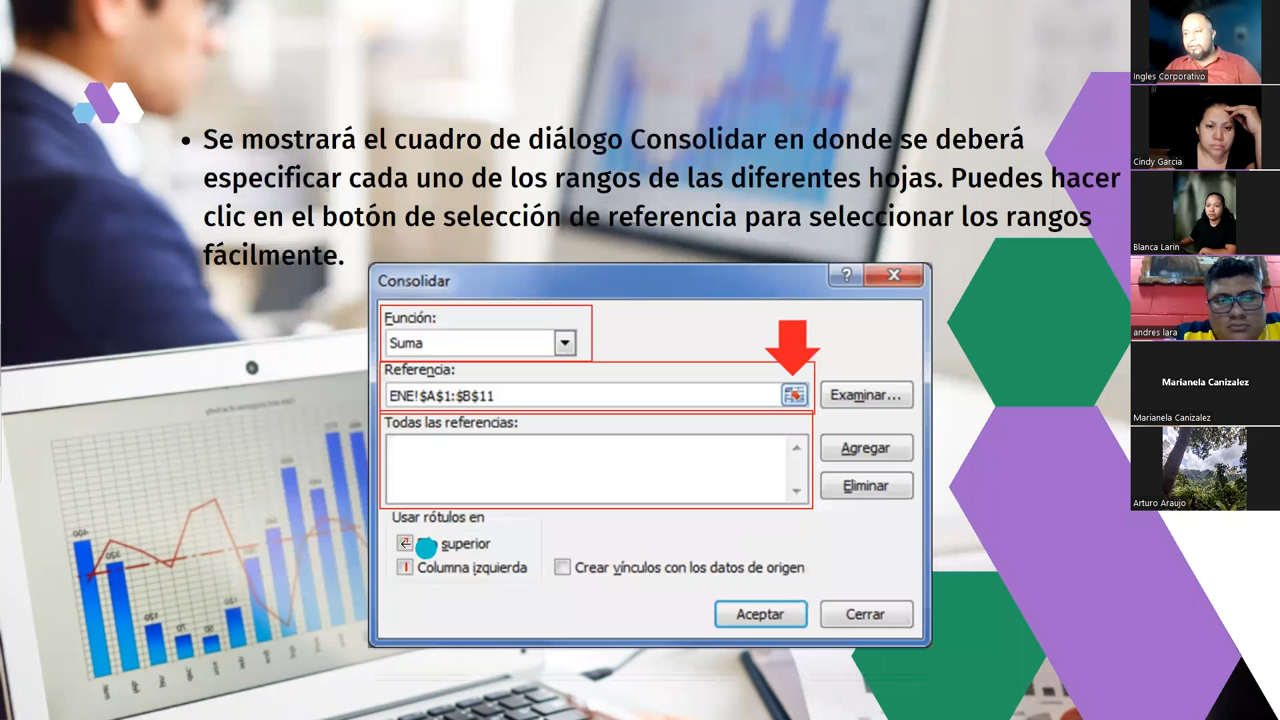 • Se mostrará el cuadro de diálogo Consolidar en donde se deberá
especificar cada uno de los rangos de las diferentes hojas. Puedes hacer
clic en el botón de selección de referencia para seleccionar los rangos
fácilmente.
Consolidar
Función:
Suma
Referencia:
ENE!$A$1:$B$11
Examinar...
Todas las referencias:
Agregar
Eliminar
Usar rótulos en
superior
Columna izquierda
Crear vínculos con los datos de origen
Aceptar
Cerrar
Ingles Corporativo
Cindy Garcia
Blanca Larin
andres lara
Marianela Canizalez
Marianela Canizalez
Arturo Araujo